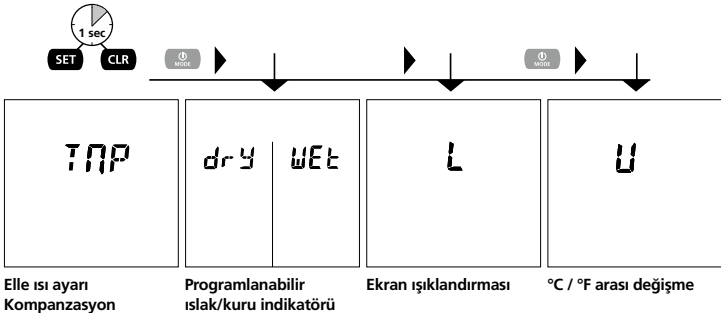 1 sec
SET CLR MODE MODE
TMP dry WEt L U
Elle ısı ayarı
Kompanzasyon
Programlanabilir
ıslak/kuru indikatörü
Ekran ışıklandırması
°C / °F arası değişme